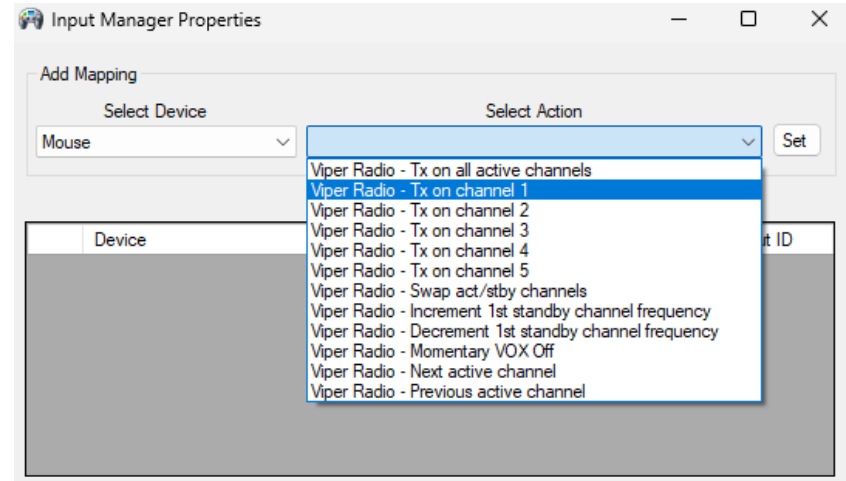 Input Manager Properties
Add Mapping
Select Device
Select Action
Mouse
Set
Viper Radio - Tx on all active channels
Viper Radio - Tx on channel 1
Viper Radio - Tx on channel 2
Viper Radio - Tx on channel 3
Viper Radio - Tx on channel 4
Viper Radio - Tx on channel 5
Viper Radio - Swap act/stby channels
Viper Radio - Increment 1st standby channel frequency
Viper Radio - Decrement 1st standby channel frequency
Viper Radio - Momentary VOX Off
Viper Radio - Next active channel
Viper Radio - Previous active channel
Device
ID